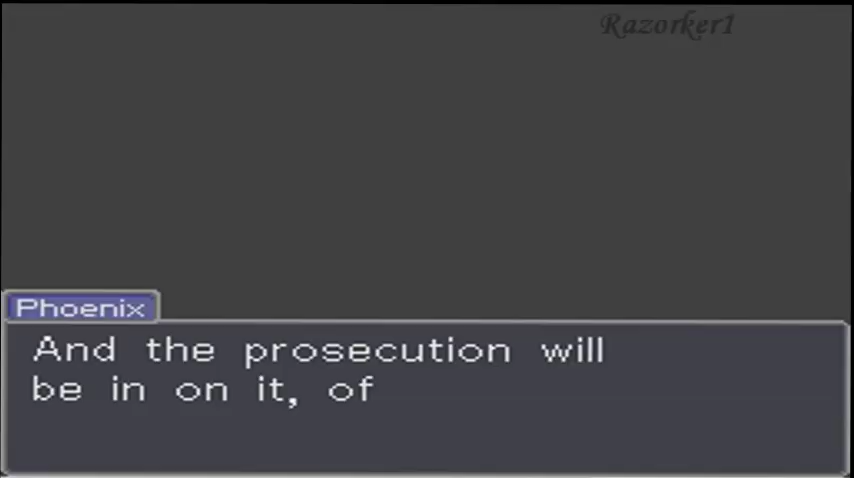 Razorker1
Phoenix
And the prosecution will
be in on it, of